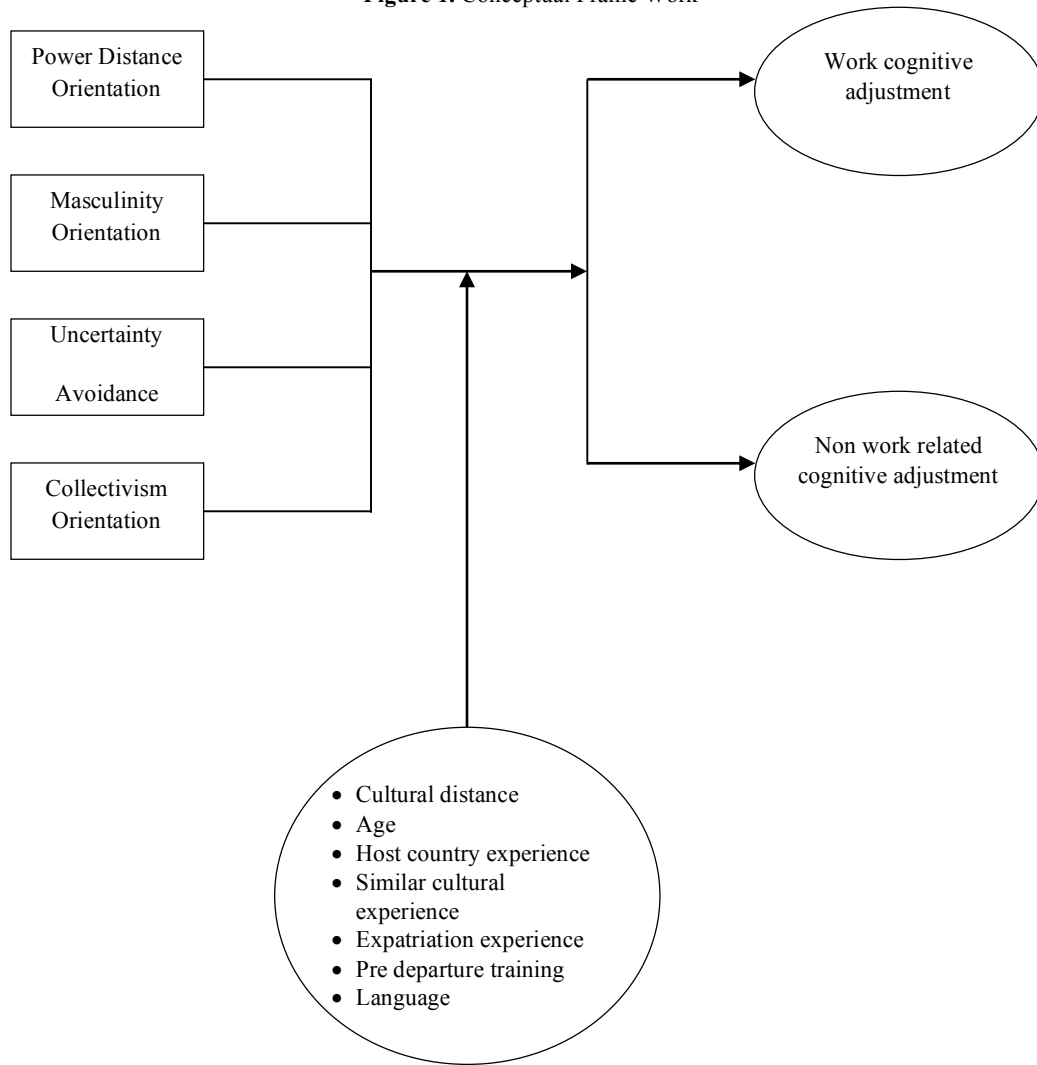 Figure 1. Conceptual Frame Work
Power Distance
Orientation
Masculinity
Orientation
Uncertainty
Avoidance
Collectivism
Orientation
Work cognitive
adjustment
Non work related
cognitive adjustment
• Cultural distance
• Age
• Host country experience
• Similar cultural
experience
• Expatriation experience
• Pre departure training
• Language